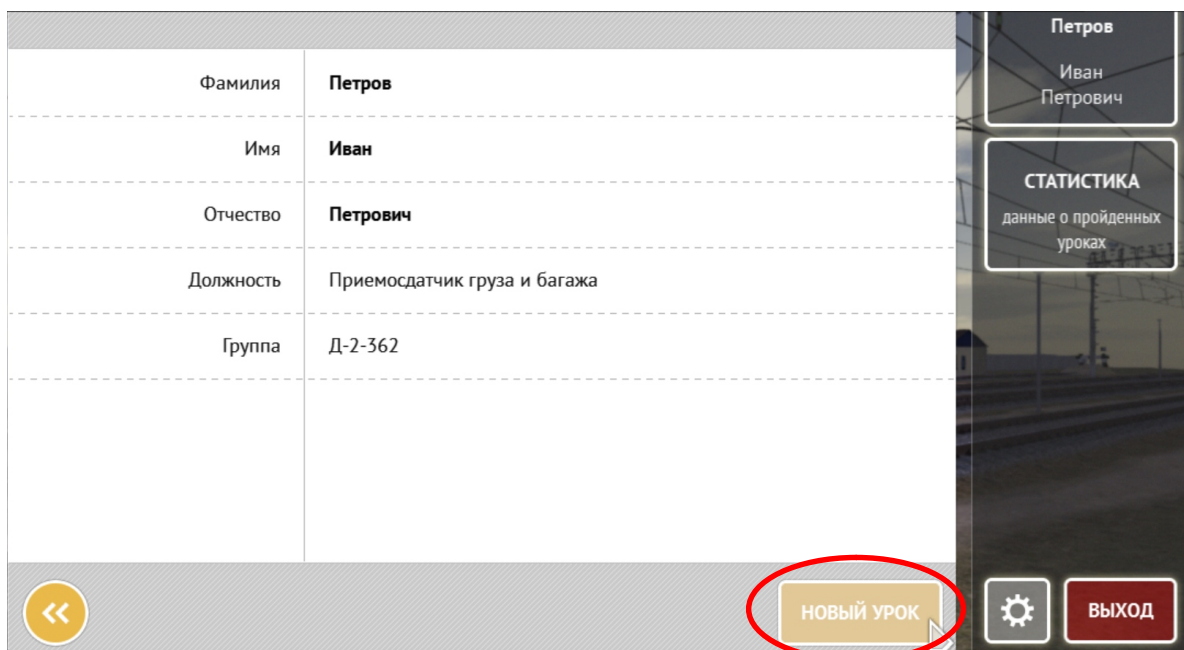 Фамилия Петров
Имя Иван
Отчество Петрович
Должность Приемосдатчик груза и багажа
Группа Д-2-362
НОВЫЙ УРОК
Петров
Иван
Петрович
СТАТИСТИКА
данные о пройденных
уроках
ВЫХОД